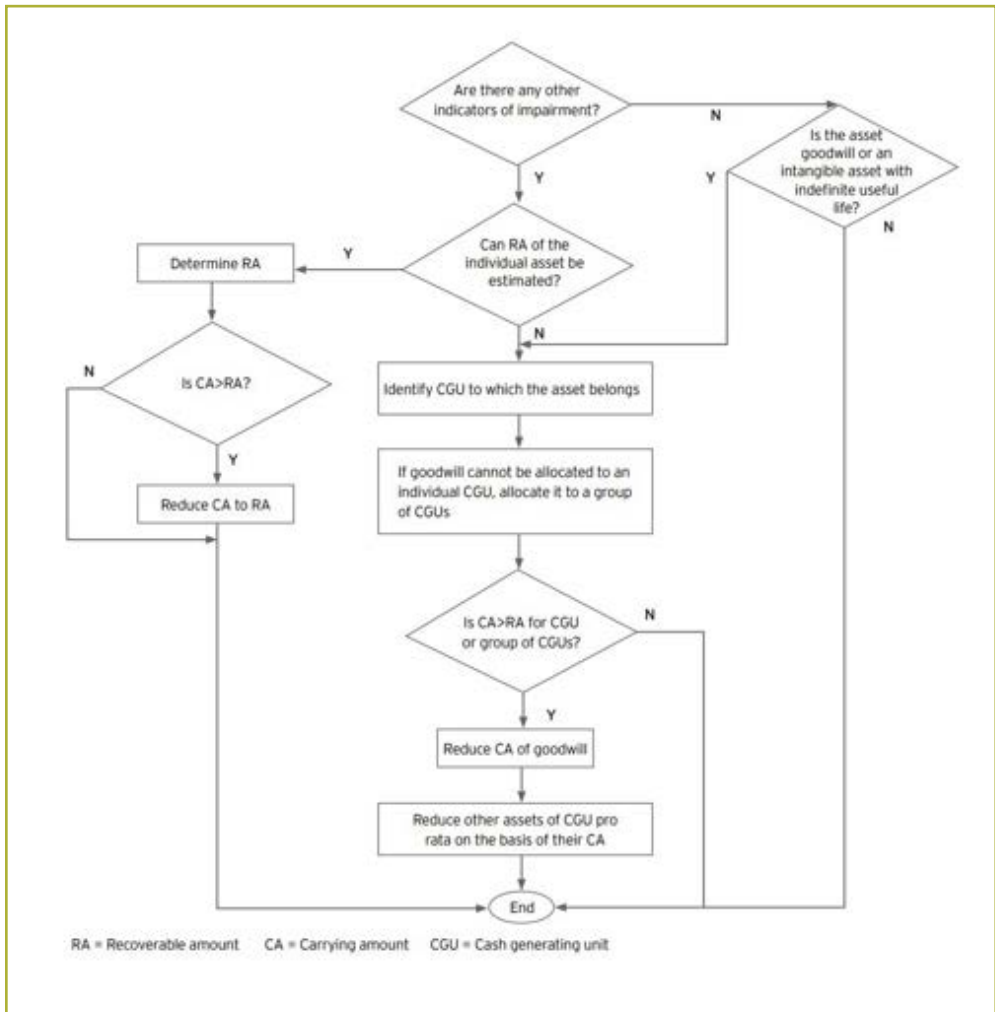 Are there any other
indicators of impairment?
N
Is the asset
goodwill or an
intangible asset with
indefinite useful
life?
Y
Y
N
Can RA of the
individual asset be
estimated?
Y
Determine RA
N
N
Is CA>RA?
Identify CGU to which the asset belongs
Y
If goodwill cannot be allocated to an
individual CGU, allocate it to a group
of CGUs
Reduce CA to RA
N
Is CA>RA for CGU
or group of CGUs?
Y
Reduce CA of goodwill
Reduce other assets of CGU pro
rata on the basis of their CA
End
RA = Recoverable amount CA = Carrying amount CGU = Cash generating unit